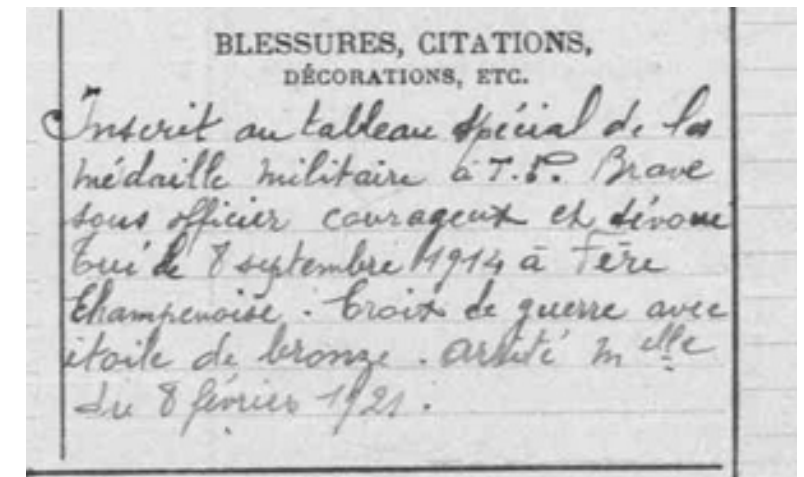 BLESSURES, CITATIONS,
DÉCORATIONS, ETC.
Inscrit au tableau spécial de la
médaille militaire à T.P. Brave
sous officier courageux et dévoué
tué le 8 septembre 1914 à Fère
Champenoise. Croix de guerre avec
étoile de bronze. arrêté m elle
du 8 février 1921.